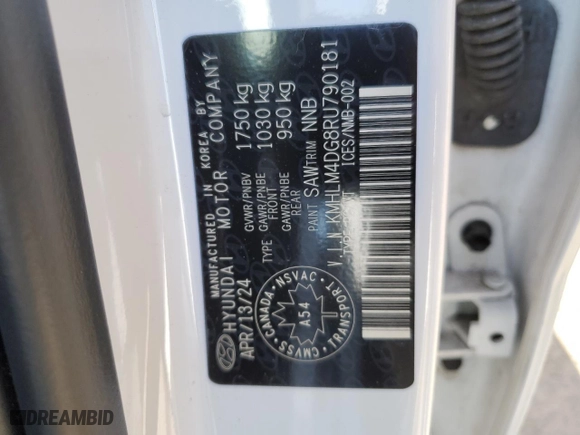 MANUFACTURED IN KOREA BY
HYUNDAI MOTOR COMPANY
APR/13/24
GVWR/PNBV 1750 kg
GAWR/PNBE FRONT 1030 kg
GAWR/PNBE REAR 950 kg
TYPE
PAINT SAW TRIM NNB
V.I.N KMHLM4DG8RU790181
ICES/NMB-002
CANADA NSVAC
A54
CMVSS TRANSPORT
IDREAMBID